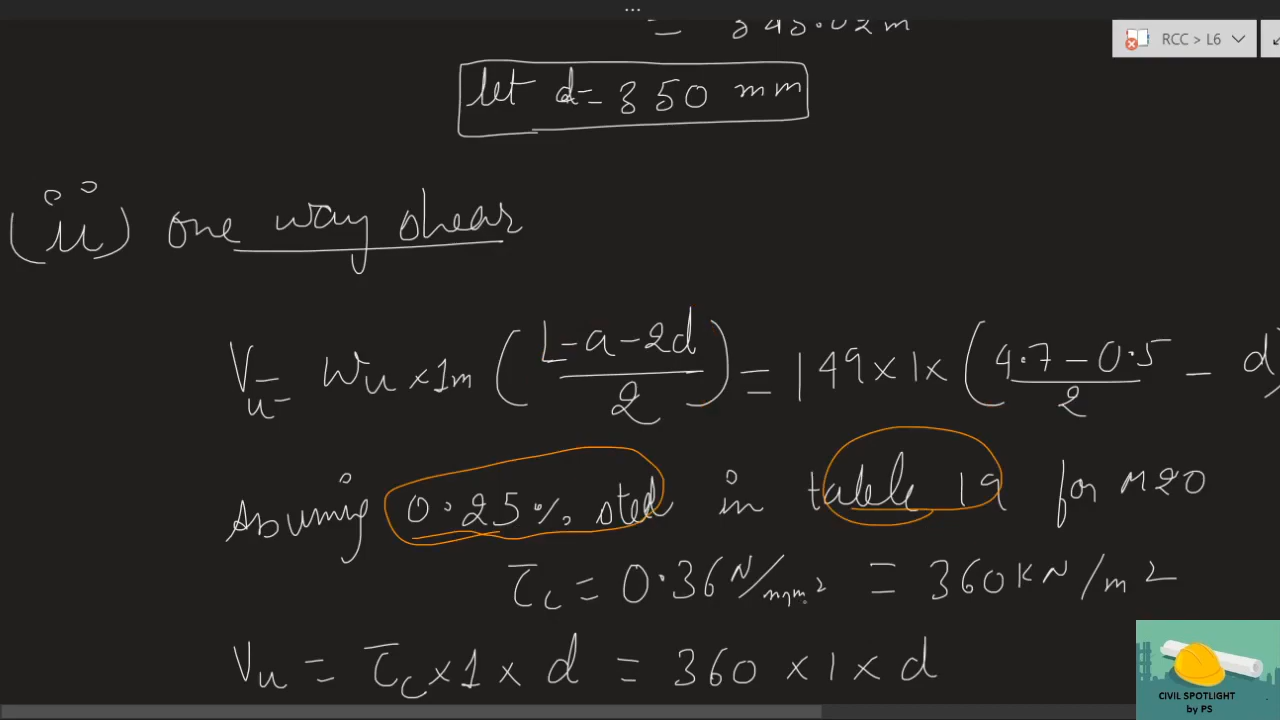 ...
= 345.02m
RCC > L6
let d = 350 mm
(ii) one way shear
Vu = Wu × 1m ( L - a - 2d / 2 ) = 149 × 1 × ( 4.7 - 0.5 / 2 - d )
Assuming 0.25% steel in table 19 for M20
τc = 0.36 N/mm² = 360 KN/m²
Vu = τc × 1 × d = 360 × 1 × d
CIVIL SPOTLIGHT
by PS